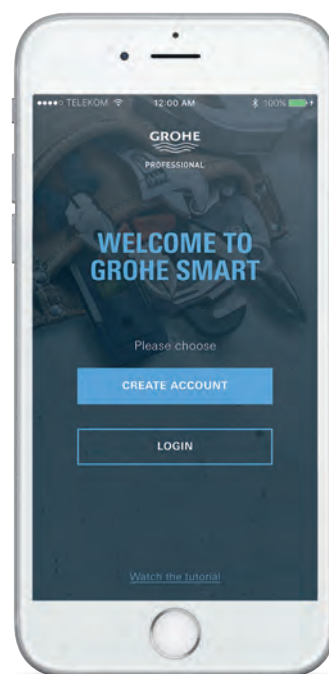 TELEKOM 12:00 AM 100%
GROHE
PROFESSIONAL
WELCOME TO
GROHE SMART
Please choose
CREATE ACCOUNT
LOGIN
Watch the tutorial